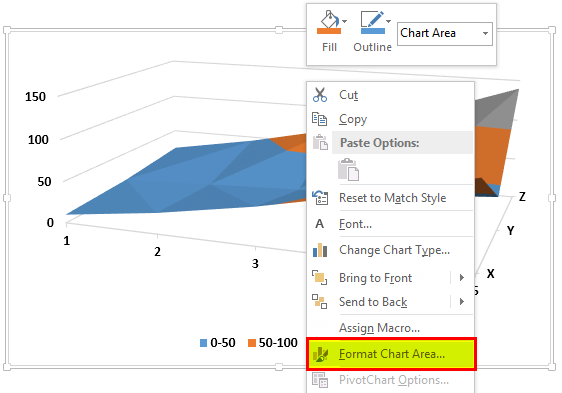 Fill
Outline
Chart Area
150
100
50
0
1
2
3
5
X
Y
Z
0-50
50-100
Cut
Copy
Paste Options:
Reset to Match Style
A Font...
Change Chart Type...
Bring to Front
Send to Back
Assign Macro...
Format Chart Area...
PivotChart Options...